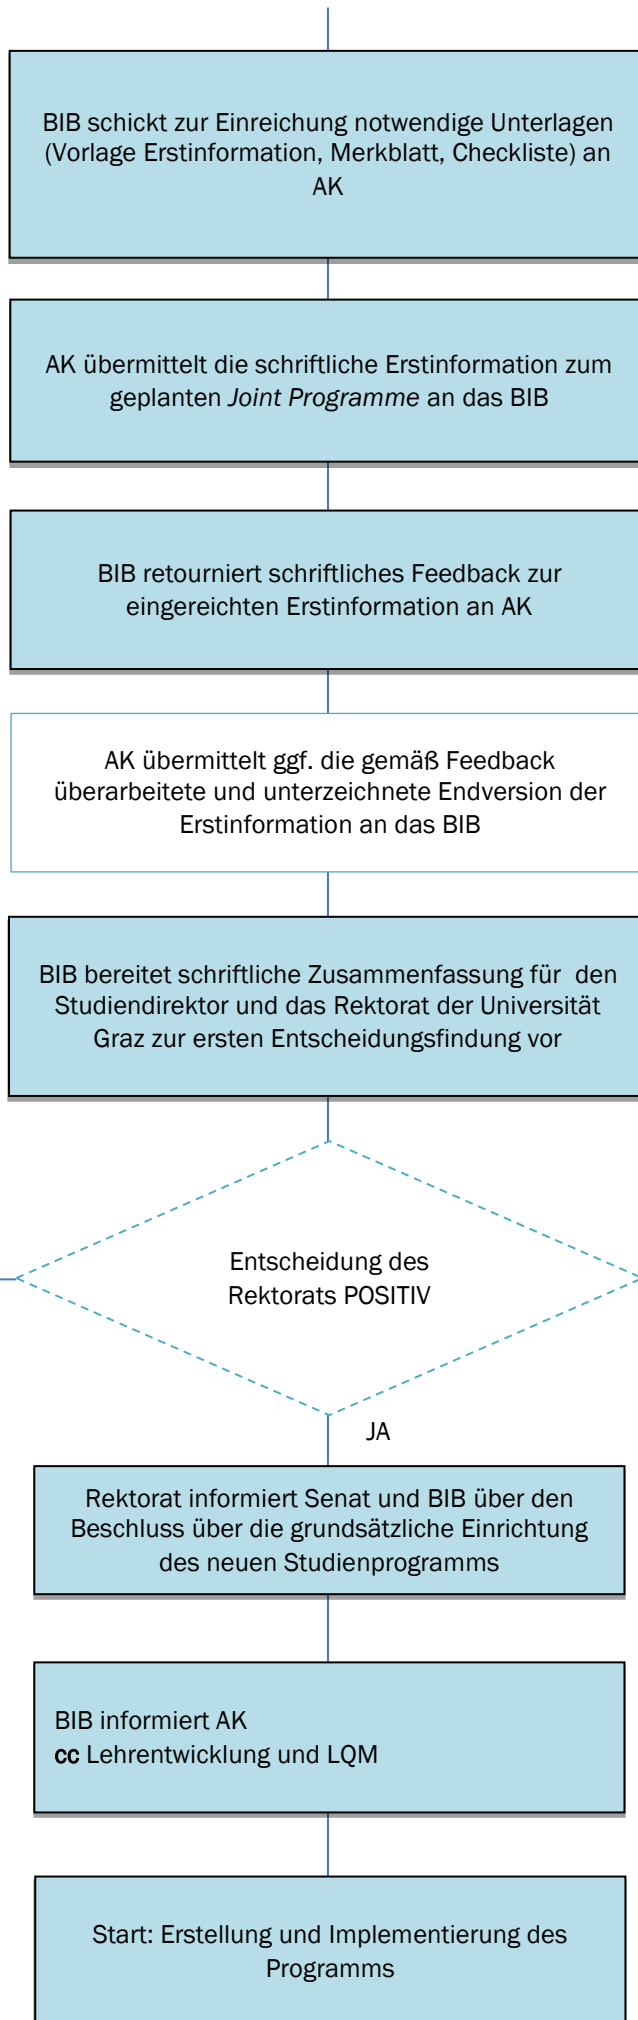 BIB schickt zur Einreichung notwendige Unterlagen
(Vorlage Erstinformation, Merkblatt, Checkliste) an
AK
AK übermittelt die schriftliche Erstinformation zum
geplanten Joint Programme an das BIB
BIB retourniert schriftliches Feedback zur
eingereichten Erstinformation an AK
AK übermittelt ggf. die gemäß Feedback
überarbeitete und unterzeichnete Endversion der
Erstinformation an das BIB
BIB bereitet schriftliche Zusammenfassung für den
Studiendirektor und das Rektorat der Universität
Graz zur ersten Entscheidungsfindung vor
Entscheidung des
Rektorats POSITIV
JA
Rektorat informiert Senat und BIB über den
Beschluss über die grundsätzliche Einrichtung
des neuen Studienprogramms
BIB informiert AK
cc Lehrentwicklung und LQM
Start: Erstellung und Implementierung des
Programms